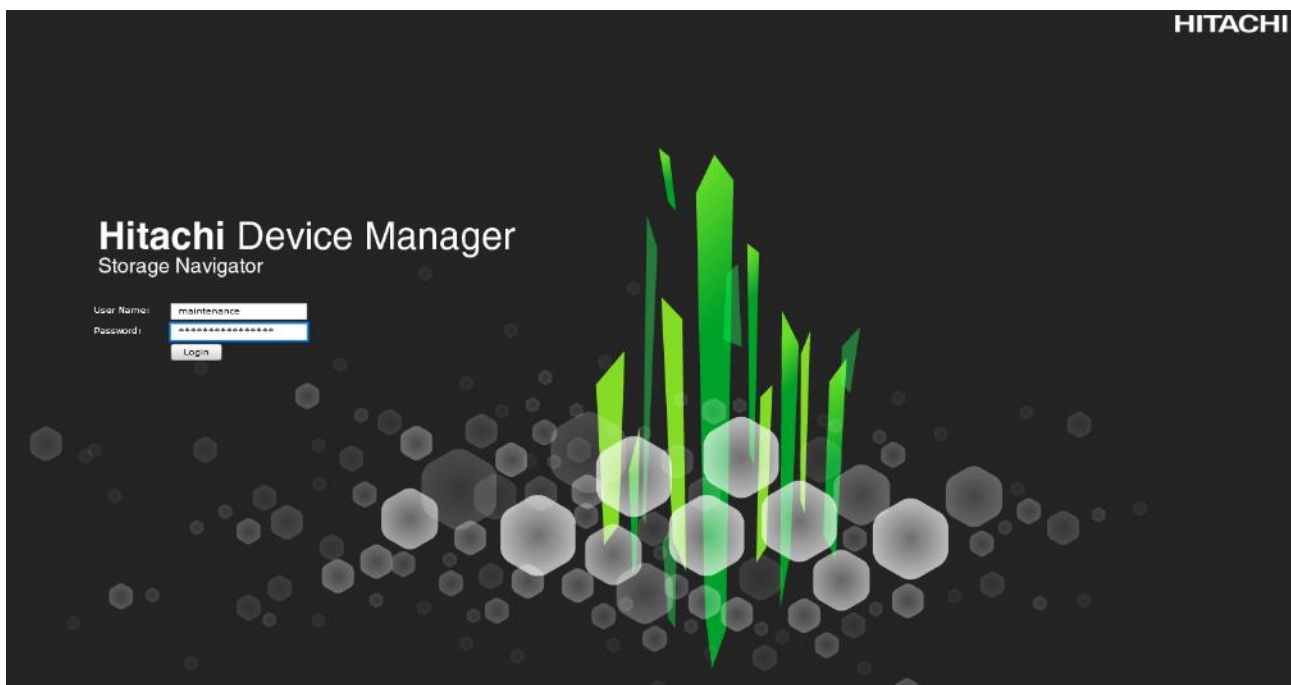 HITACHI
Hitachi Device Manager
Storage Navigator
User Name: maintenance
Password: ****************
Login